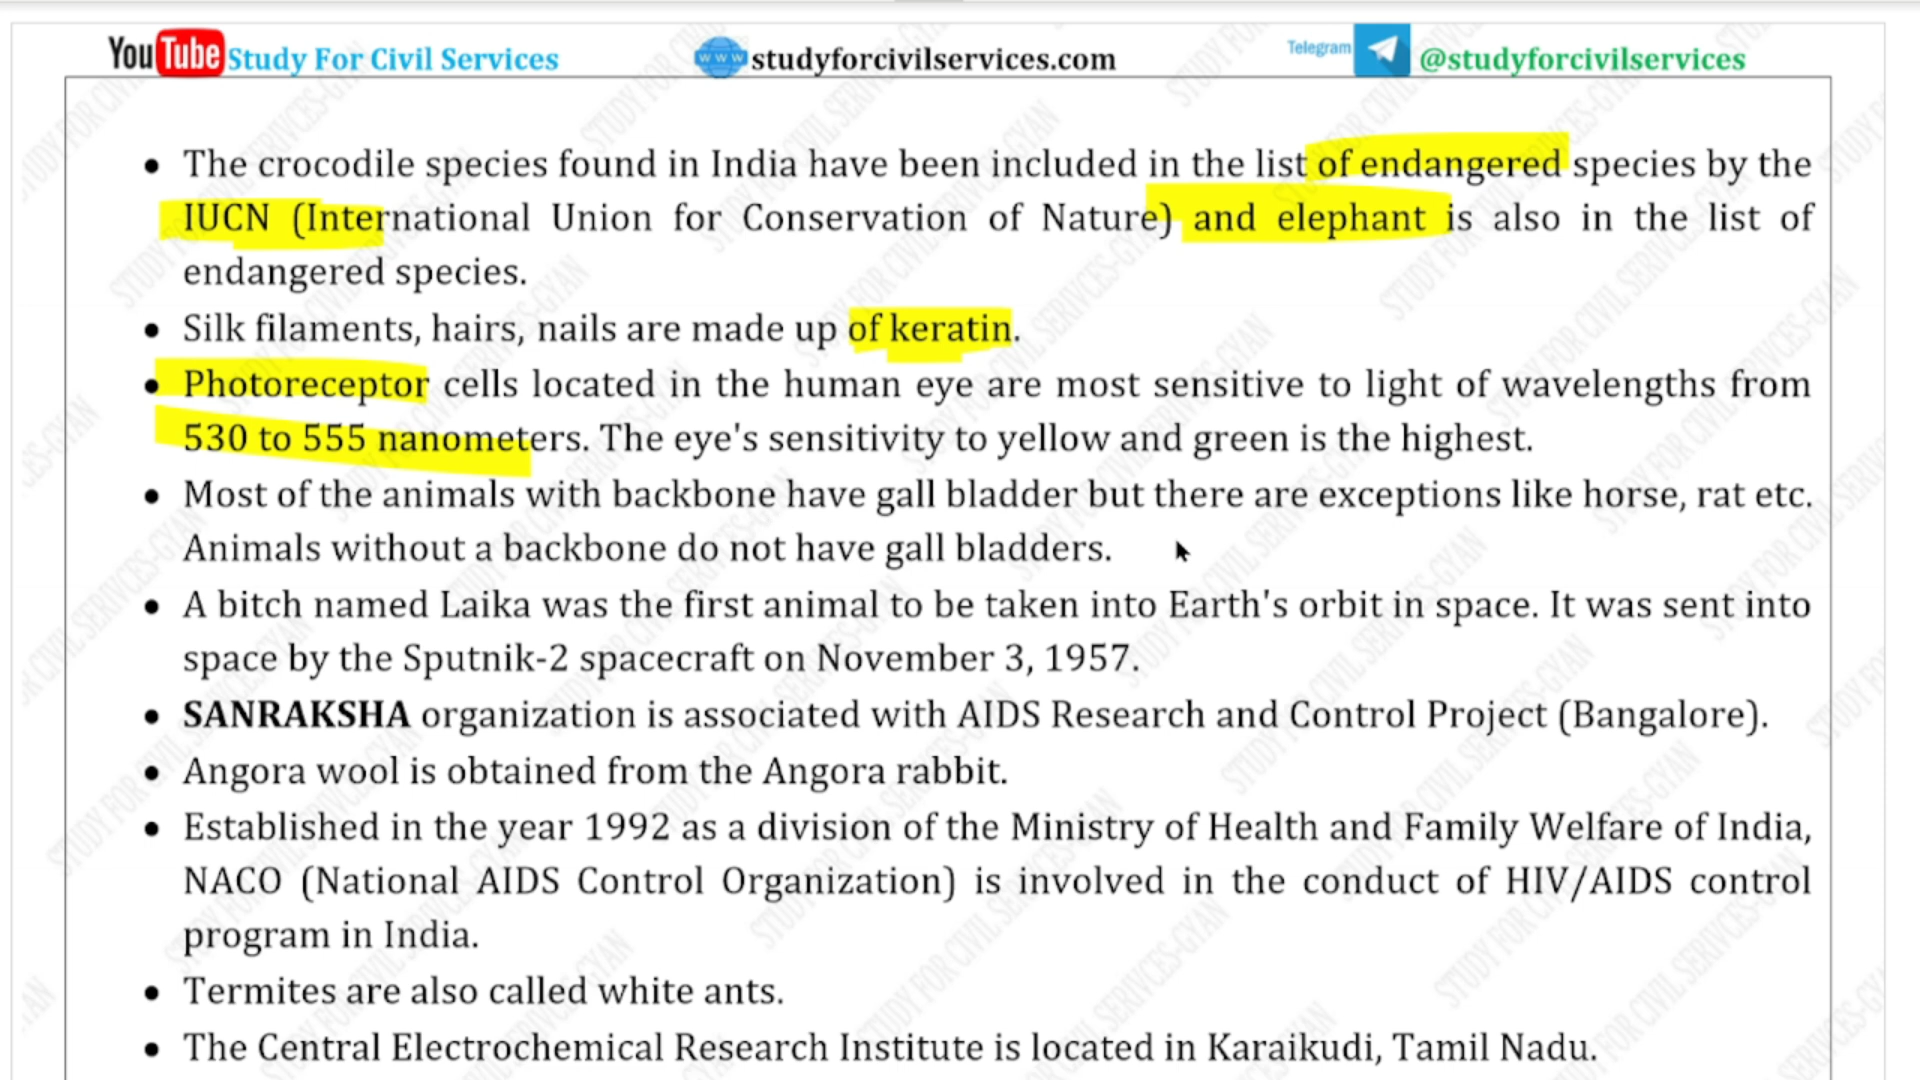 YouTube Study For Civil Services www studyforcivilservices.com Telegram @studyforcivilservices
• The crocodile species found in India have been included in the list of endangered species by the
IUCN (International Union for Conservation of Nature) and elephant is also in the list of
endangered species.
• Silk filaments, hairs, nails are made up of keratin.
• Photoreceptor cells located in the human eye are most sensitive to light of wavelengths from
530 to 555 nanometers. The eye's sensitivity to yellow and green is the highest.
• Most of the animals with backbone have gall bladder but there are exceptions like horse, rat etc.
Animals without a backbone do not have gall bladders.
• A bitch named Laika was the first animal to be taken into Earth's orbit in space. It was sent into
space by the Sputnik-2 spacecraft on November 3, 1957.
• SANRAKSHA organization is associated with AIDS Research and Control Project (Bangalore).
• Angora wool is obtained from the Angora rabbit.
• Established in the year 1992 as a division of the Ministry of Health and Family Welfare of India,
NACO (National AIDS Control Organization) is involved in the conduct of HIV/AIDS control
program in India.
• Termites are also called white ants.
• The Central Electrochemical Research Institute is located in Karaikudi, Tamil Nadu.